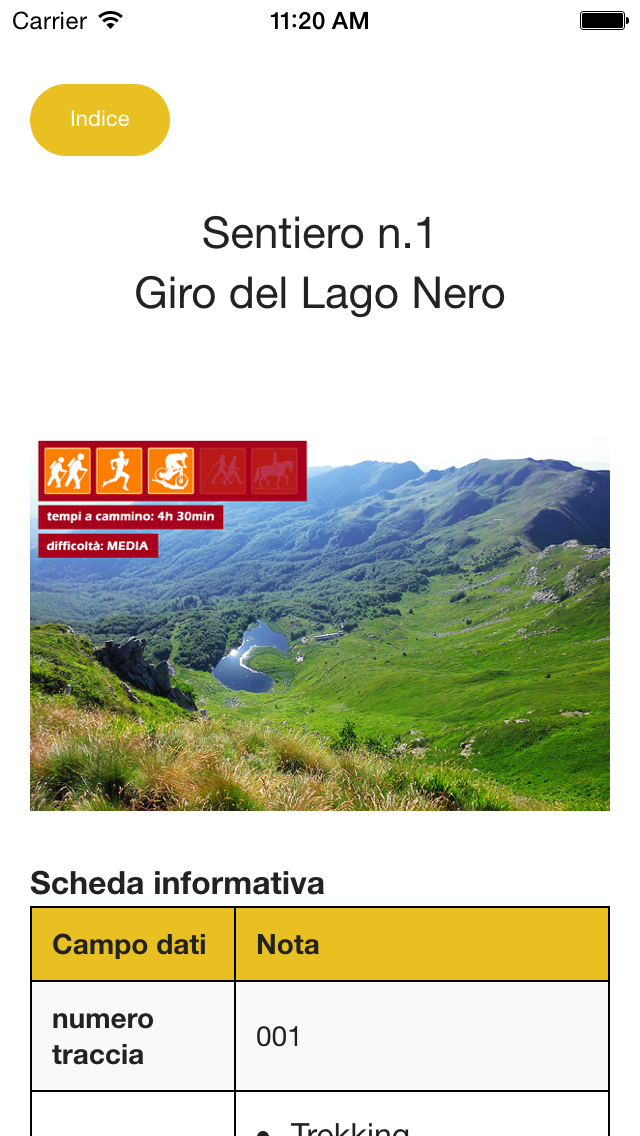 Carrier 11:20 AM
Indice
Sentiero n.1
Giro del Lago Nero
tempi a cammino: 4h 30min
difficoltà: MEDIA
Scheda informativa
Campo dati Nota
numero
traccia
001
• Trekking